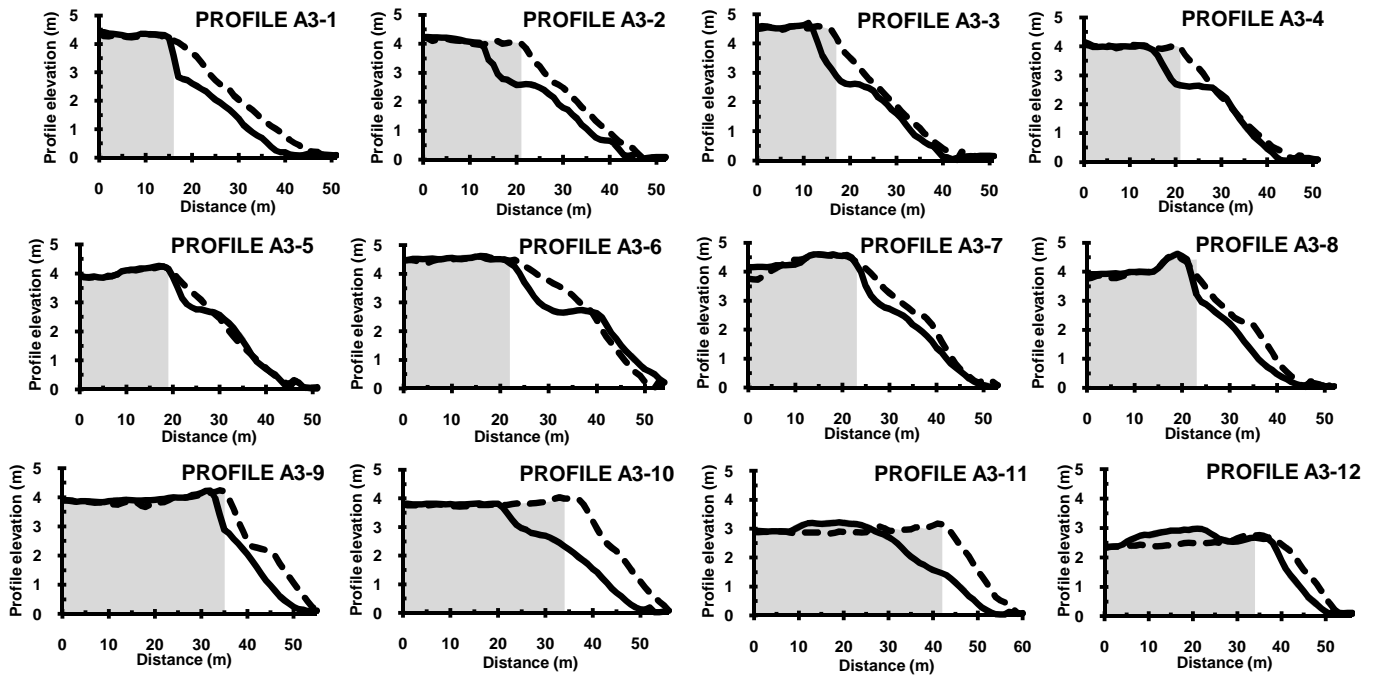 PROFILE A3-1
Profile elevation (m)
5
4
3
2
1
0
0 10 20 30 40 50
Distance (m)
PROFILE A3-2
Profile elevation (m)
5
4
3
2
1
0
0 10 20 30 40 50
Distance (m)
PROFILE A3-3
Profile elevation (m)
5
4
3
2
1
0
0 10 20 30 40 50
Distance (m)
PROFILE A3-4
Profile elevation (m)
5
4
3
2
1
0
0 10 20 30 40 50
Distance (m)
PROFILE A3-5
Profile elevation (m)
5
4
3
2
1
0
0 10 20 30 40 50
Distance (m)
PROFILE A3-6
Profile elevation (m)
5
4
3
2
1
0
0 10 20 30 40 50
Distance (m)
PROFILE A3-7
Profile elevation (m)
5
4
3
2
1
0
0 10 20 30 40 50
Distance (m)
PROFILE A3-8
Profile elevation (m)
5
4
3
2
1
0
0 10 20 30 40 50
Distance (m)
PROFILE A3-9
Profile elevation (m)
5
4
3
2
1
0
0 10 20 30 40 50
Distance (m)
PROFILE A3-10
Profile elevation (m)
5
4
3
2
1
0
0 10 20 30 40 50
Distance (m)
PROFILE A3-11
Profile elevation (m)
5
4
3
2
1
0
0 10 20 30 40 50 60
Distance (m)
PROFILE A3-12
Profile elevation (m)
5
4
3
2
1
0
0 10 20 30 40 50
Distance (m)